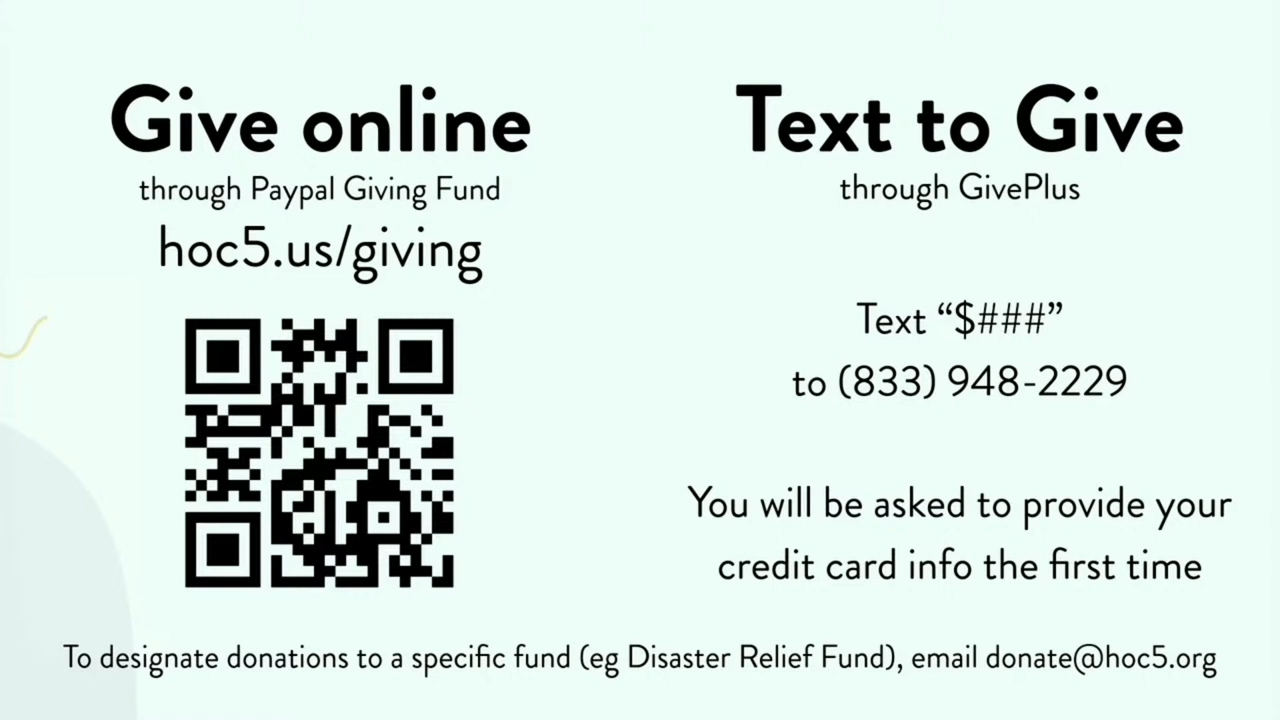 Give online
through Paypal Giving Fund
hoc5.us/giving
Text to Give
through GivePlus
Text “$###”
to (833) 948-2229
You will be asked to provide your
credit card info the first time
To designate donations to a specific fund (eg Disaster Relief Fund), email donate@hoc5.org